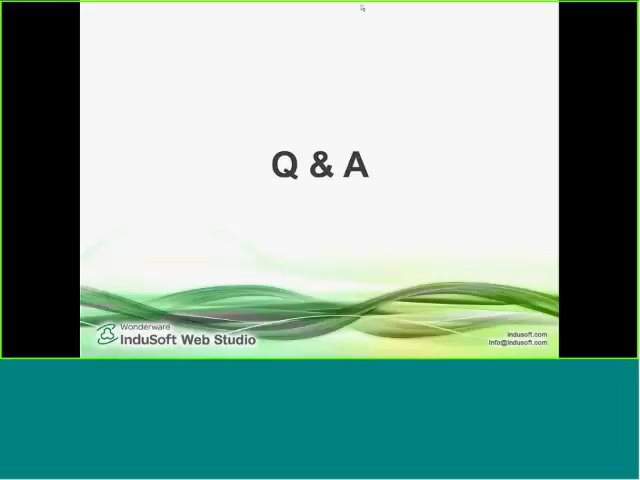 Q & A
Wonderware
InduSoft Web Studio
indusoft.com
info@indusoft.com